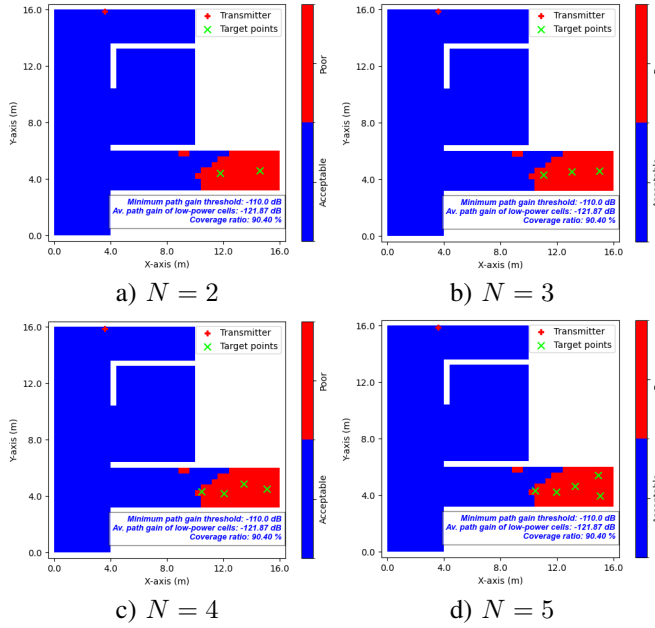 16.0
12.0
8.0
4.0
0.0
Y-axis (m)
Transmitter
Target points
Minimum path gain threshold: -110.0 dB
Av. path gain of low-power cells: -121.87 dB
Coverage ratio: 90.40 %
0.0 4.0 8.0 12.0 16.0
X-axis (m)
Poor
Acceptable
a) N = 2
16.0
12.0
8.0
4.0
0.0
Y-axis (m)
Transmitter
Target points
Minimum path gain threshold: -110.0 dB
Av. path gain of low-power cells: -121.87 dB
Coverage ratio: 90.40 %
0.0 4.0 8.0 12.0 16.0
X-axis (m)
Acceptable
b) N = 3
16.0
12.0
8.0
4.0
0.0
Y-axis (m)
Transmitter
Target points
Minimum path gain threshold: -110.0 dB
Av. path gain of low-power cells: -121.87 dB
Coverage ratio: 90.40 %
0.0 4.0 8.0 12.0 16.0
X-axis (m)
Poor
Acceptable
c) N = 4
16.0
12.0
8.0
4.0
0.0
Y-axis (m)
Transmitter
Target points
Minimum path gain threshold: -110.0 dB
Av. path gain of low-power cells: -121.87 dB
Coverage ratio: 90.40 %
0.0 4.0 8.0 12.0 16.0
X-axis (m)
Acceptable
d) N = 5